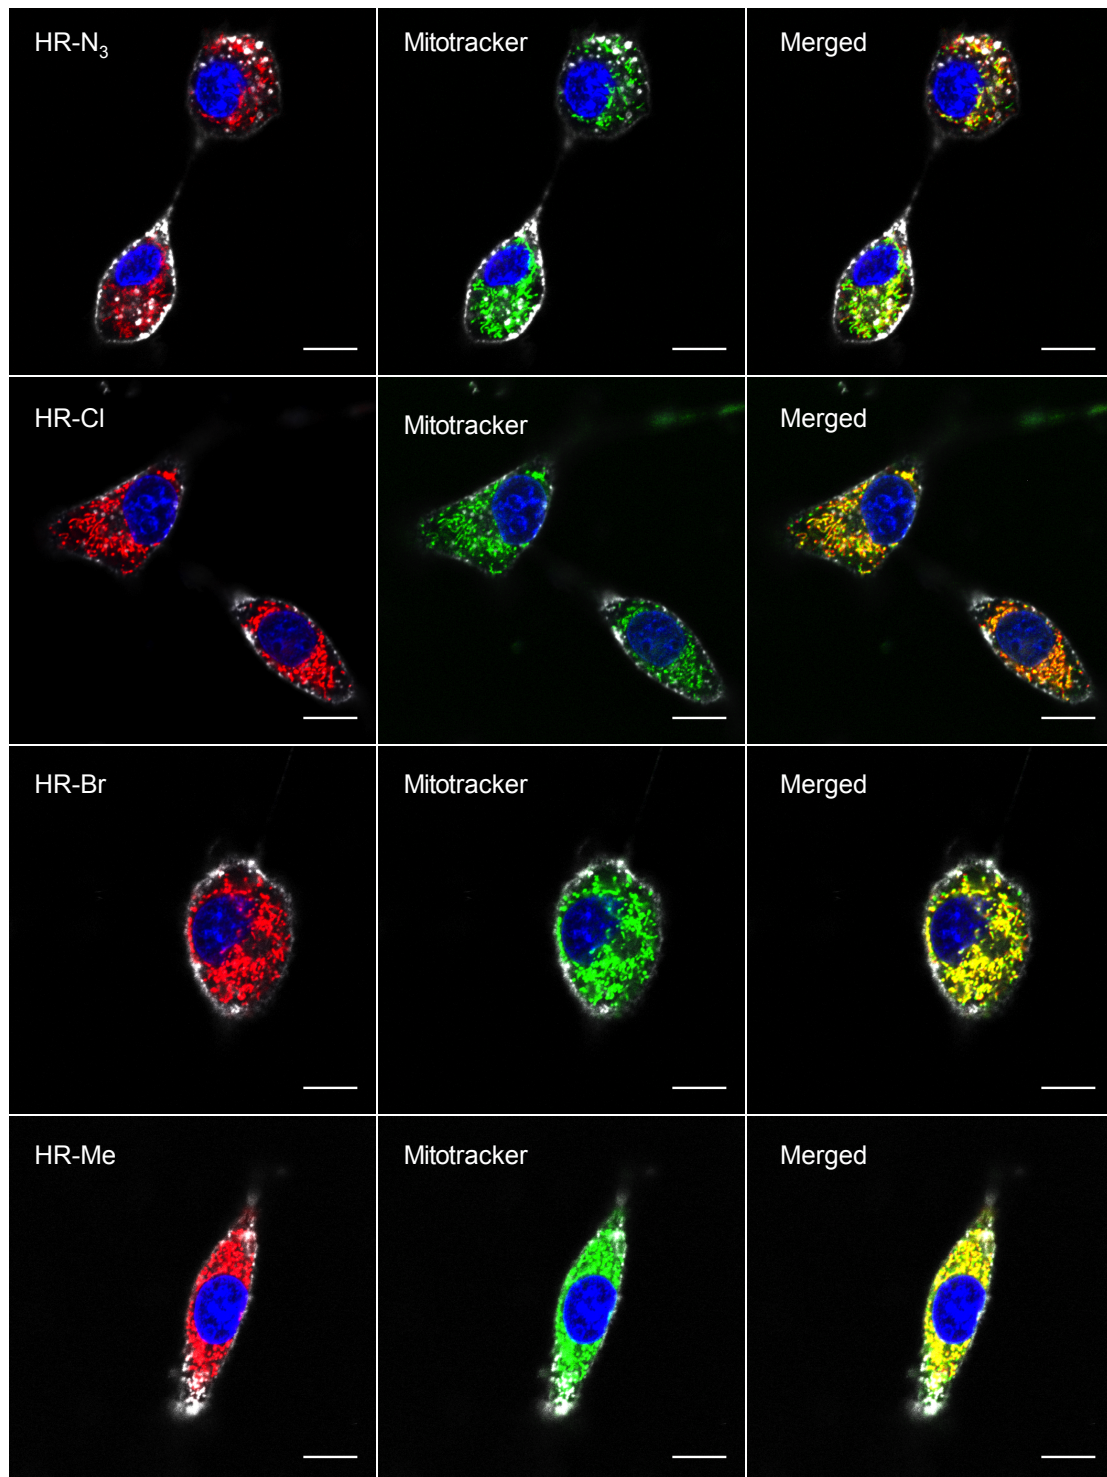 HR-N₃ Mitotracker Merged
HR-Cl Mitotracker Merged
HR-Br Mitotracker Merged
HR-Me Mitotracker Merged